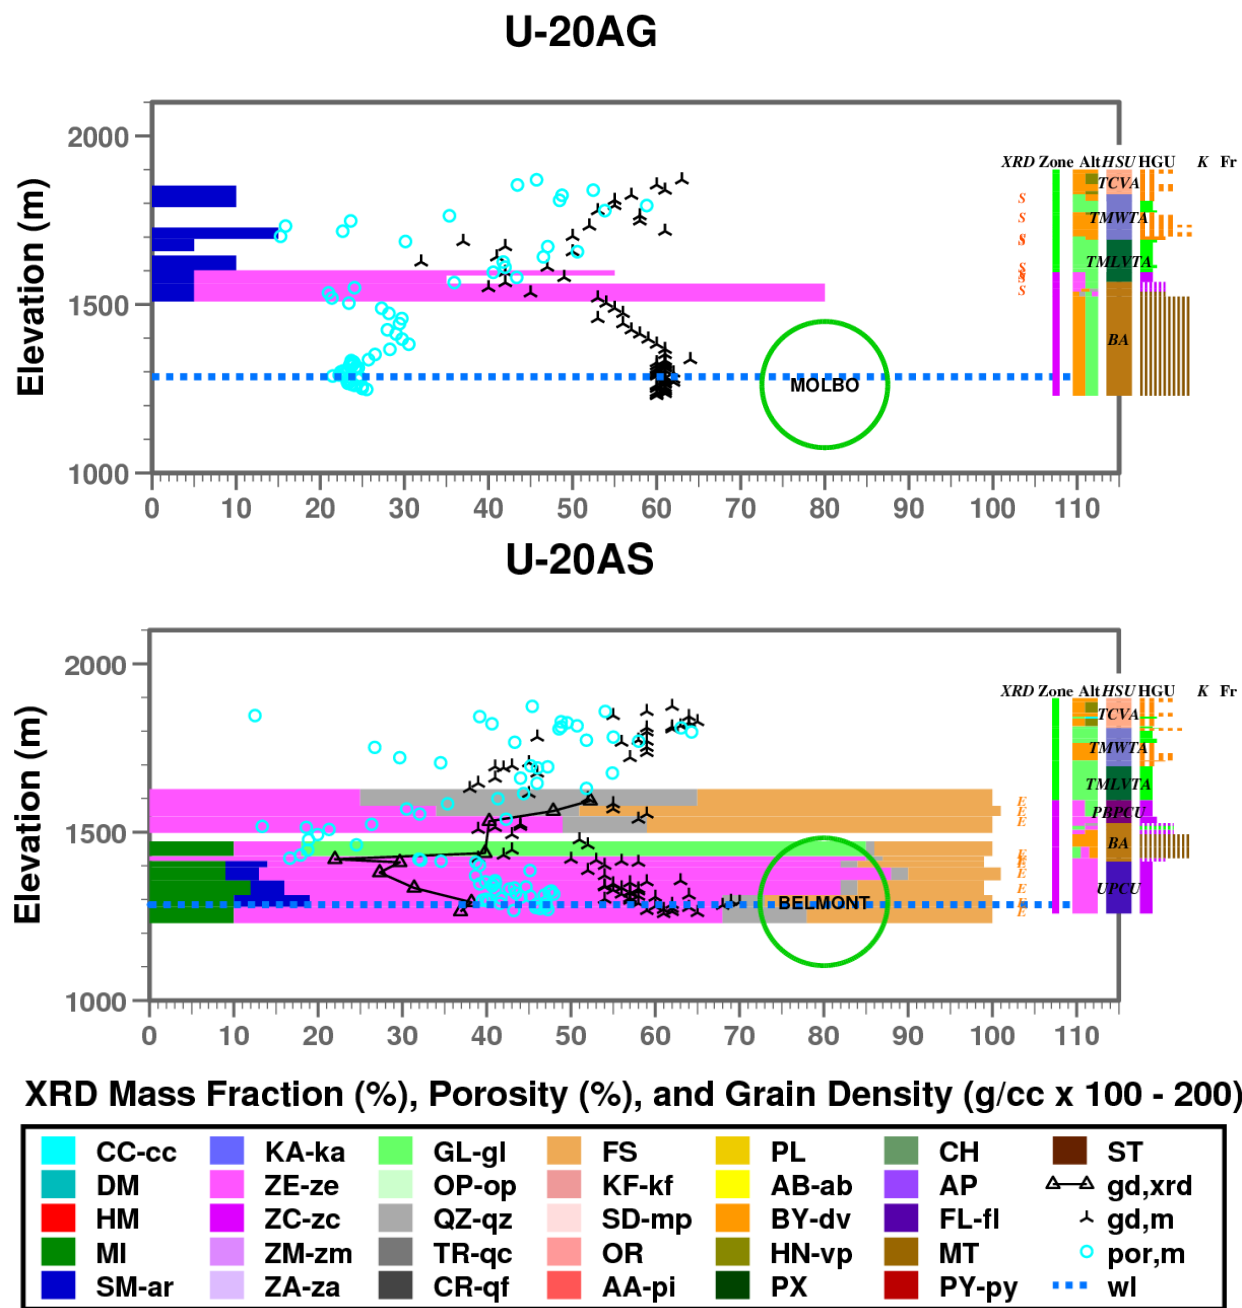 U-20AG
Elevation (m)
2000
1500
1000
0 10 20 30 40 50 60 70 80 90 100 110
MOLBO
XRD Zone Alt HSU HGU K Fr
S
TCVA
S
TMWTA
S
TMLVTA
S
S
S
BA
U-20AS
Elevation (m)
2000
1500
1000
0 10 20 30 40 50 60 70 80 90 100 110
BELMONT
XRD Zone Alt HSU HGU K Fr
TCVA
TMWTA
TMLVTA
E
E
PBPCU
E
BA
E
E
E
E
UPCU
E
E
XRD Mass Fraction (%), Porosity (%), and Grain Density (g/cc x 100 - 200)
CC-cc KA-ka GL-gl FS PL CH ST
DM ZE-ze OP-op KF-kf AB-ab AP gd,xrd
HM ZC-zc QZ-qz SD-mp BY-dv FL-fl gd,m
MI ZM-zm TR-qc OR HN-vp MT por,m
SM-ar ZA-za CR-qf AA-pi PX PY-py wl